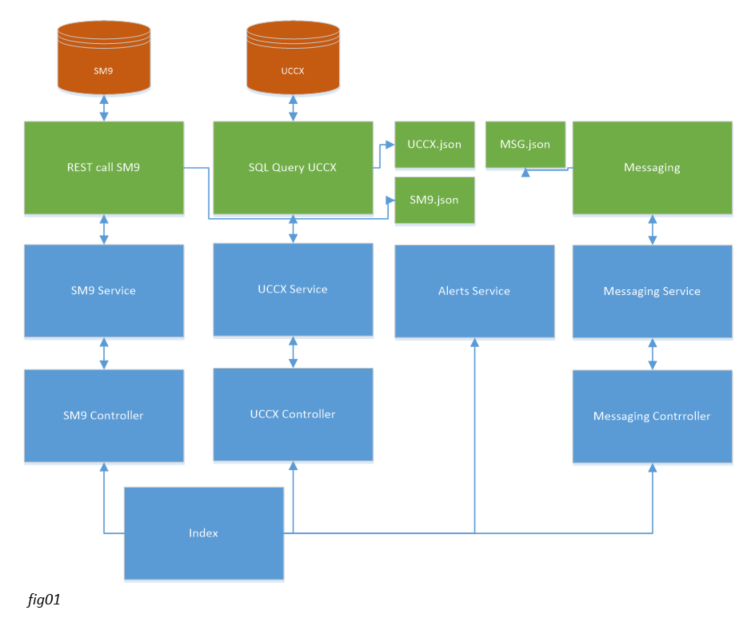 SM9
UCCX
REST call SM9
SQL Query UCCX
UCCX.json
MSG.json
Messaging
SM9.json
SM9 Service
UCCX Service
Alerts Service
Messaging Service
SM9 Controller
UCCX Controller
Messaging Contrroller
Index
fig01